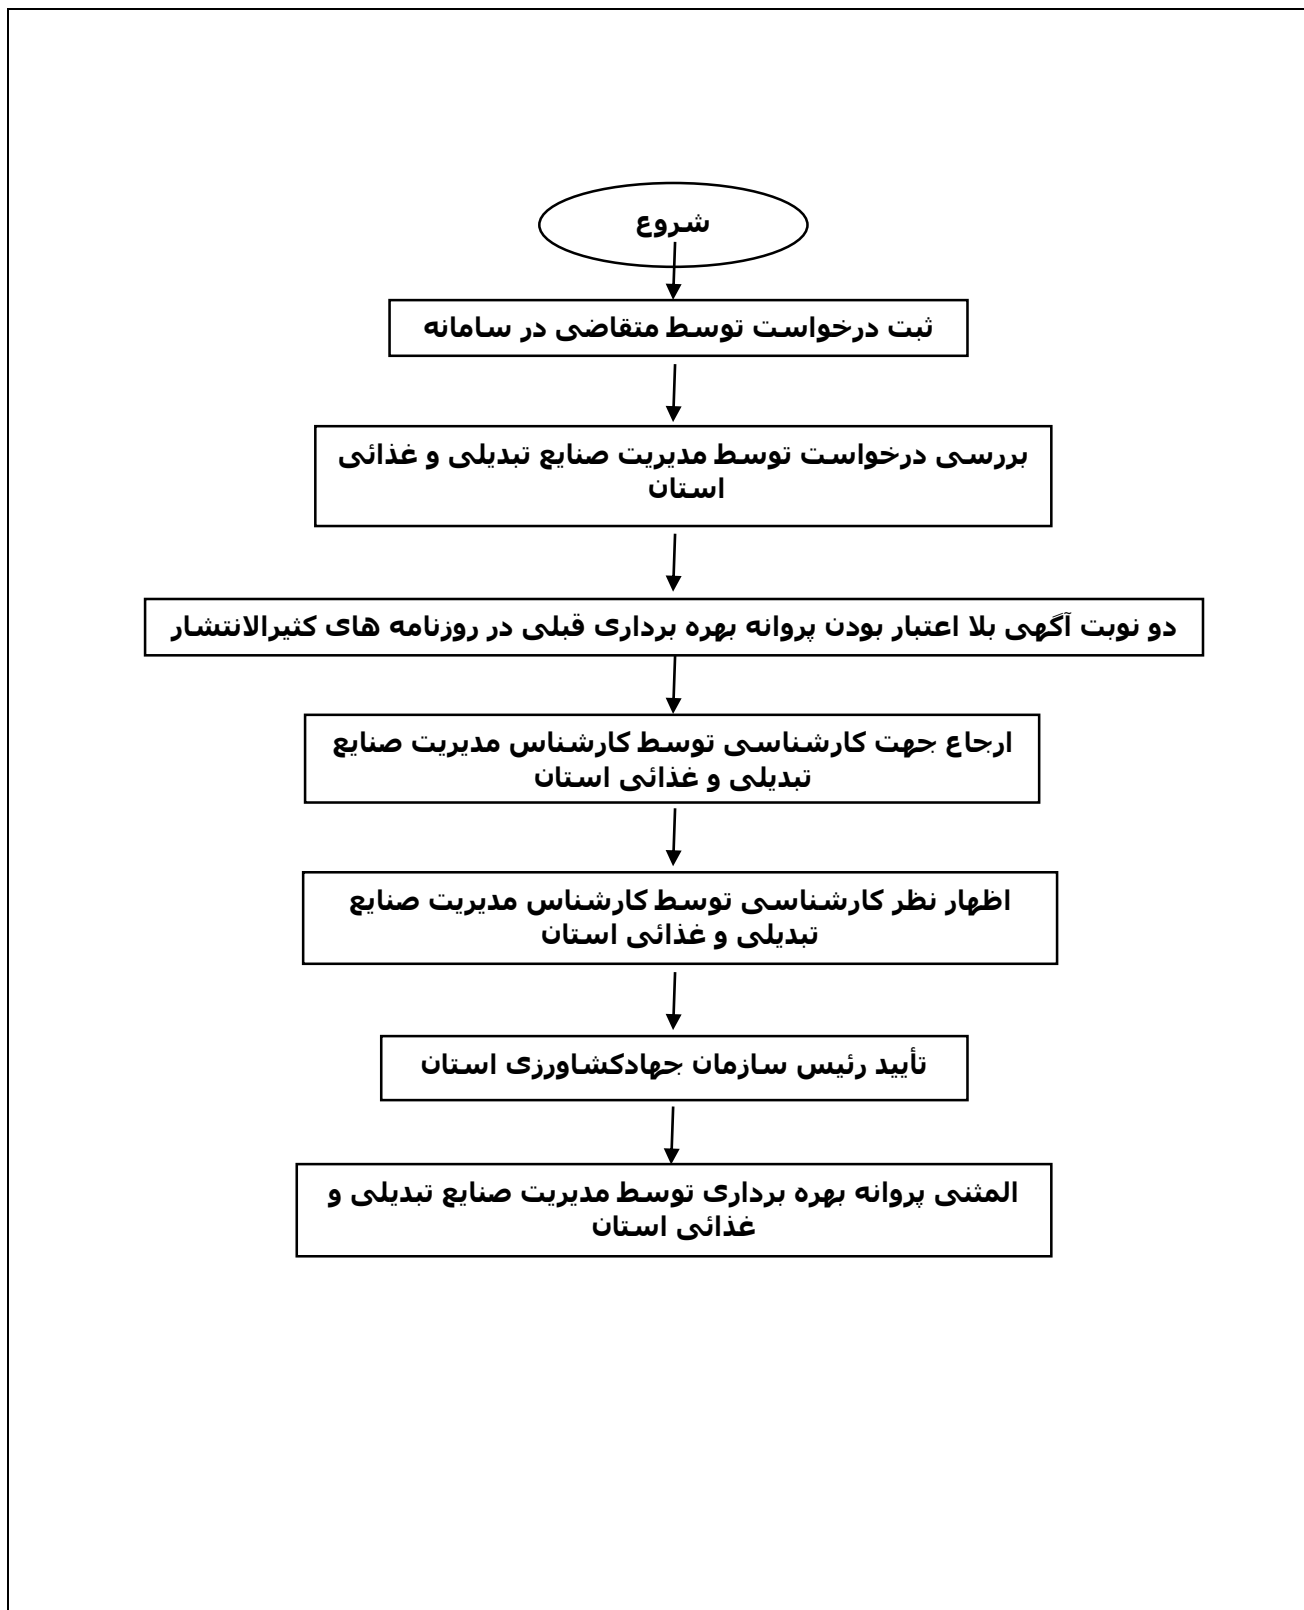 شروع
ثبت درخواست توسط متقاضی در سامانه
بررسی درخواست توسط مدیریت صنایع تبدیلی و غذائی
استان
دو نوبت آگهی بلا اعتبار بودن پروانه بهره برداری قبلی در روزنامه های کثیرالانتشار
ارجاع جهت کارشناسی توسط کارشناس مدیریت صنایع
تبدیلی و غذائی استان
اظهار نظر کارشناسی توسط کارشناس مدیریت صنایع
تبدیلی و غذائی استان
تأیید رئیس سازمان جهادکشاورزی استان
المثنی پروانه بهره برداری توسط مدیریت صنایع تبدیلی و
غذائی استان